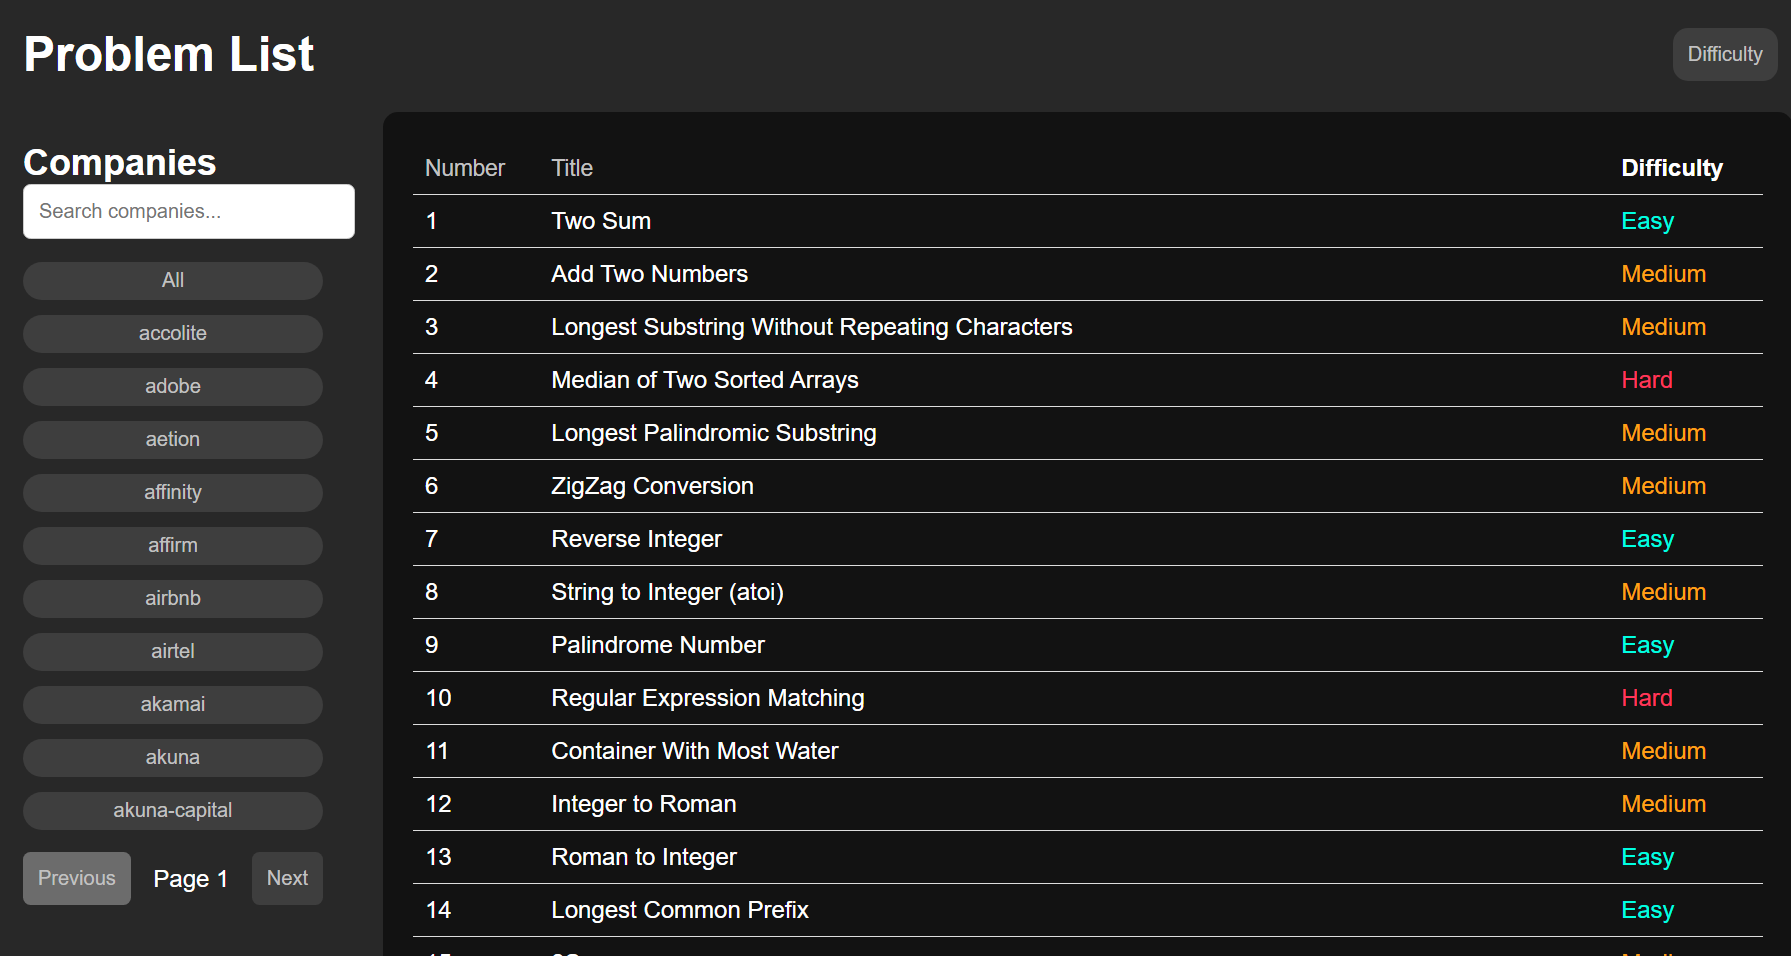 Problem List
Difficulty
Companies
Search companies...
All
accolite
adobe
aetion
affinity
affirm
airbnb
airtel
akamai
akuna
akuna-capital
Previous Page 1 Next
Number Title Difficulty
1 Two Sum Easy
2 Add Two Numbers Medium
3 Longest Substring Without Repeating Characters Medium
4 Median of Two Sorted Arrays Hard
5 Longest Palindromic Substring Medium
6 ZigZag Conversion Medium
7 Reverse Integer Easy
8 String to Integer (atoi) Medium
9 Palindrome Number Easy
10 Regular Expression Matching Hard
11 Container With Most Water Medium
12 Integer to Roman Medium
13 Roman to Integer Easy
14 Longest Common Prefix Easy